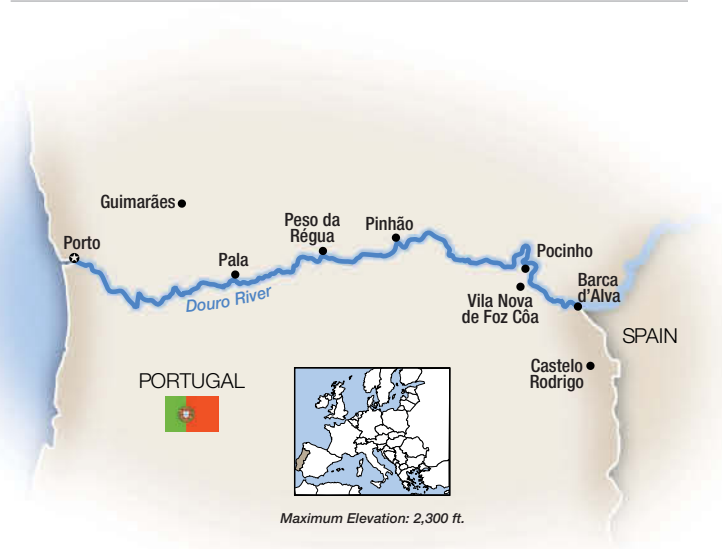 Guimarães
Porto
Pala
Peso da
Régua
Pinhão
Pocinho
Vila Nova
de Foz Côa
Barca
d'Alva
Douro River
SPAIN
Castelo
Rodrigo
PORTUGAL
Maximum Elevation: 2,300 ft.